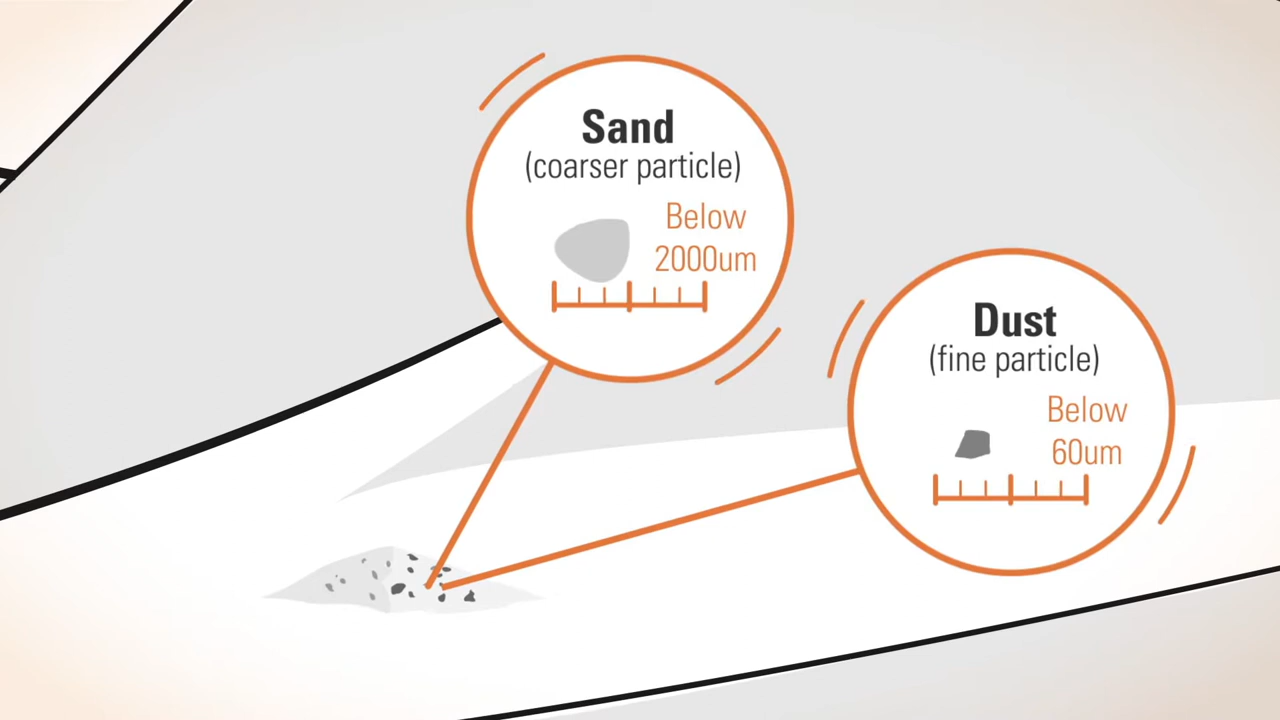 Sand
(coarser particle)
Below
2000um
Dust
(fine particle)
Below
60um